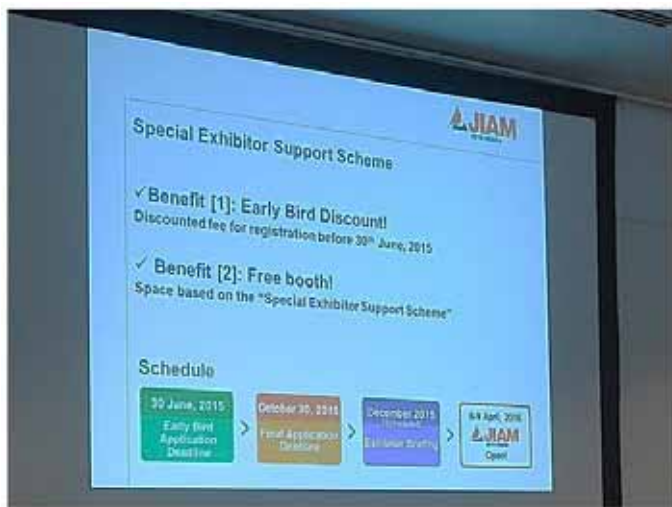 JIAM
Special Exhibitor Support Scheme
✓Benefit [1]: Early Bird Discount!
Discounted fee for registration before 30th June, 2015
✓ Benefit [2]: Free booth!
Space based on the "Special Exhibitor Support Scheme"
Schedule
30 June, 2015
Early Bird
Application
Deadline
>
October 30, 2015
Final Application
Deadline
>
December 2015
Exhibitor Briefing
>
April, 2016
JIAM
Open!